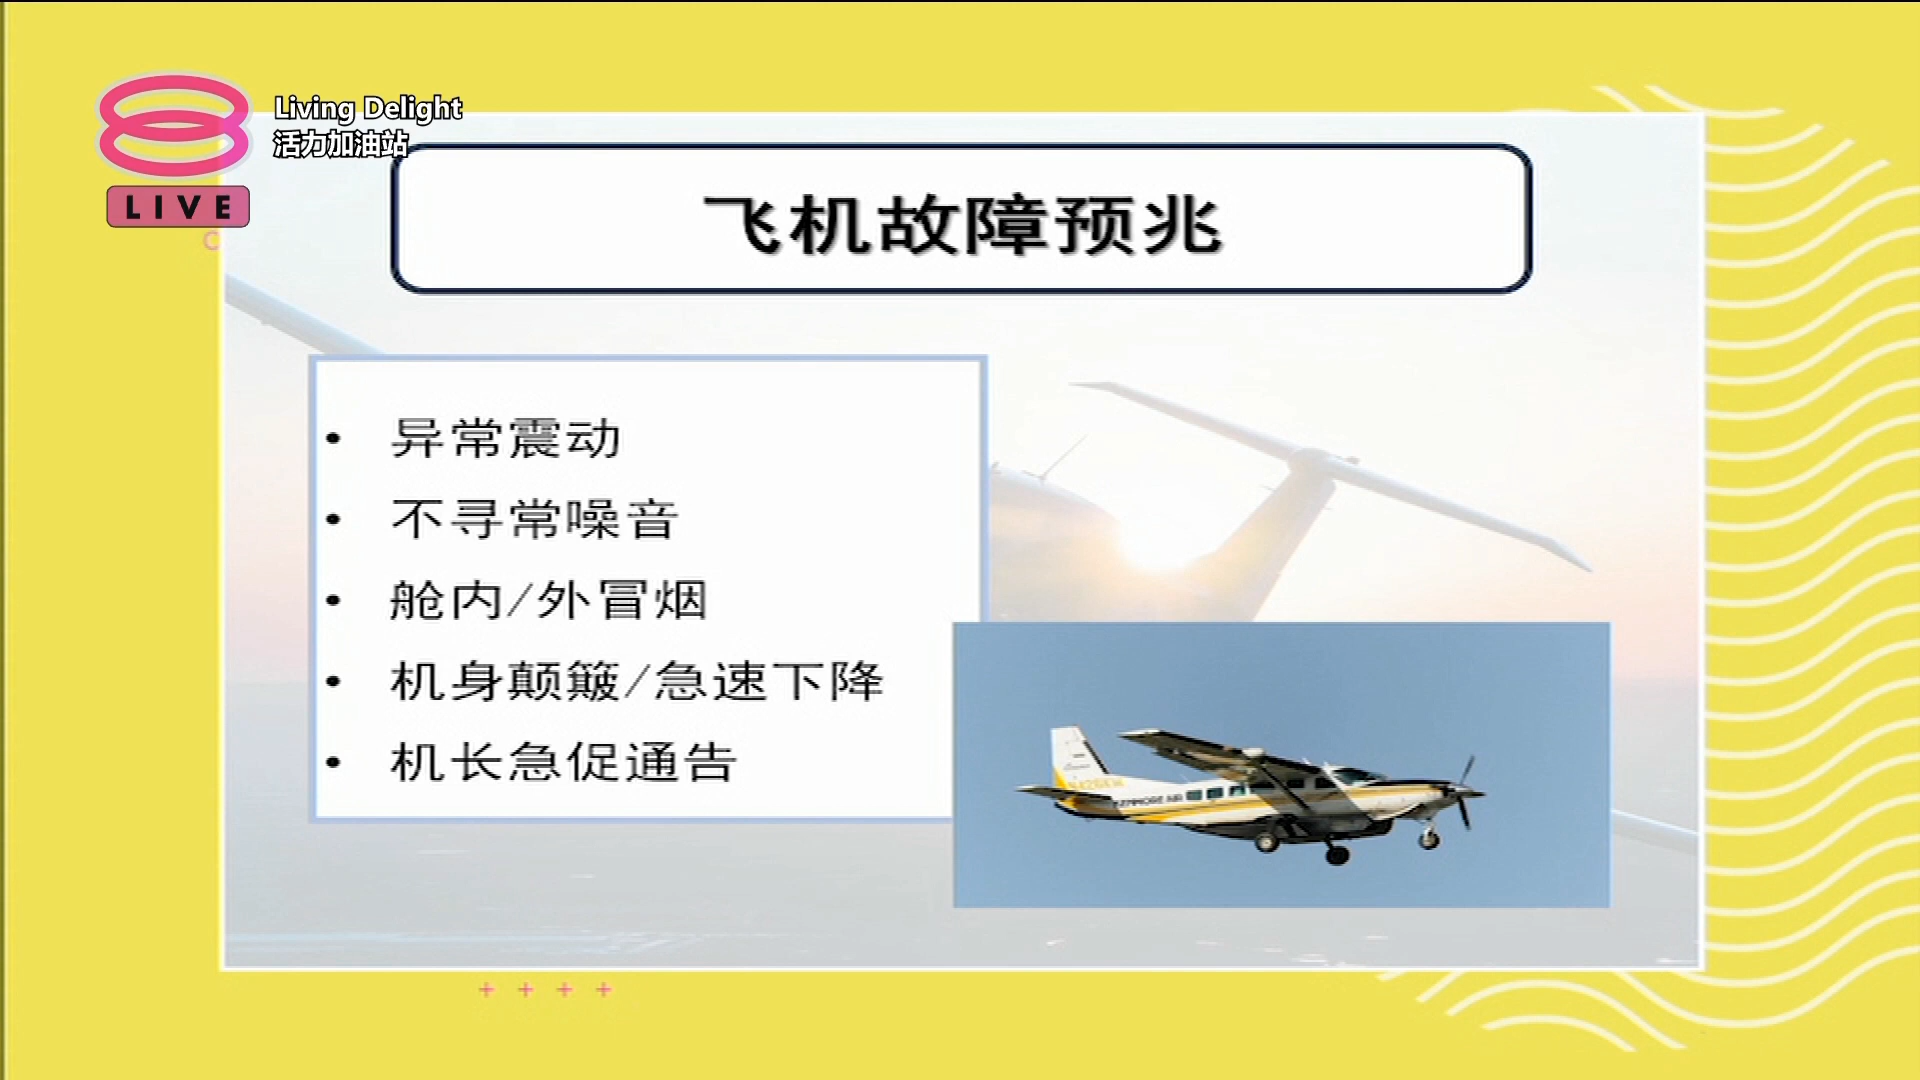 Living Delight
活力加油站
LIVE
飞机故障预兆
• 异常震动
• 不寻常噪音
• 舱内/外冒烟
• 机身颠簸/急速下降
• 机长急促通告
KENMORE AIR